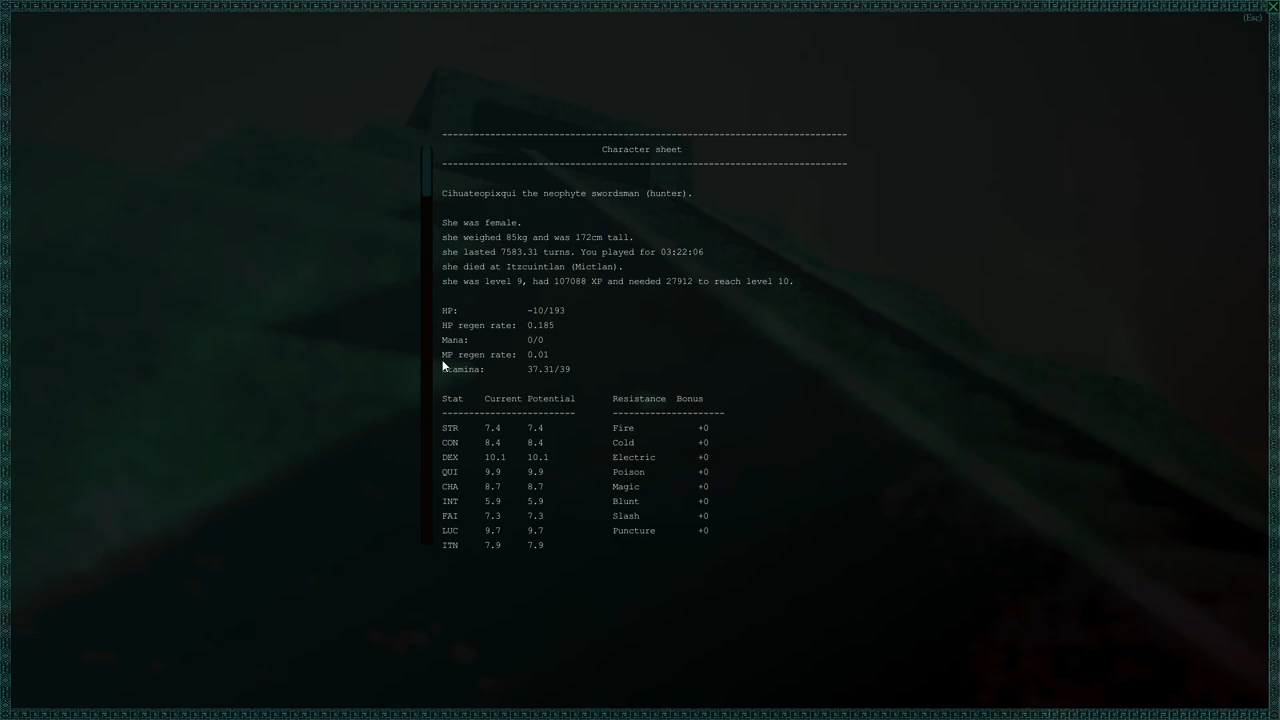 (Esc)
--------------------------------------------------------------------------------
Character sheet
--------------------------------------------------------------------------------
Cihuateopixqui the neophyte swordsman (hunter).
She was female.
she weighed 85kg and was 172cm tall.
she lasted 7583.31 turns. You played for 03:22:06
she died at Itzcuintlan (Mictlan).
she was level 9, had 107088 XP and needed 27912 to reach level 10.
HP: -10/193
HP regen rate: 0.185
Mana: 0/0
MP regen rate: 0.01
Stamina: 37.31/39
Stat Current Potential Resistance Bonus
------------------------- ---------------------
STR 7.4 7.4 Fire +0
CON 8.4 8.4 Cold +0
DEX 10.1 10.1 Electric +0
QUI 9.9 9.9 Poison +0
CHA 8.7 8.7 Magic +0
INT 5.9 5.9 Blunt +0
FAI 7.3 7.3 Slash +0
LUC 9.7 9.7 Puncture +0
ITN 7.9 7.9